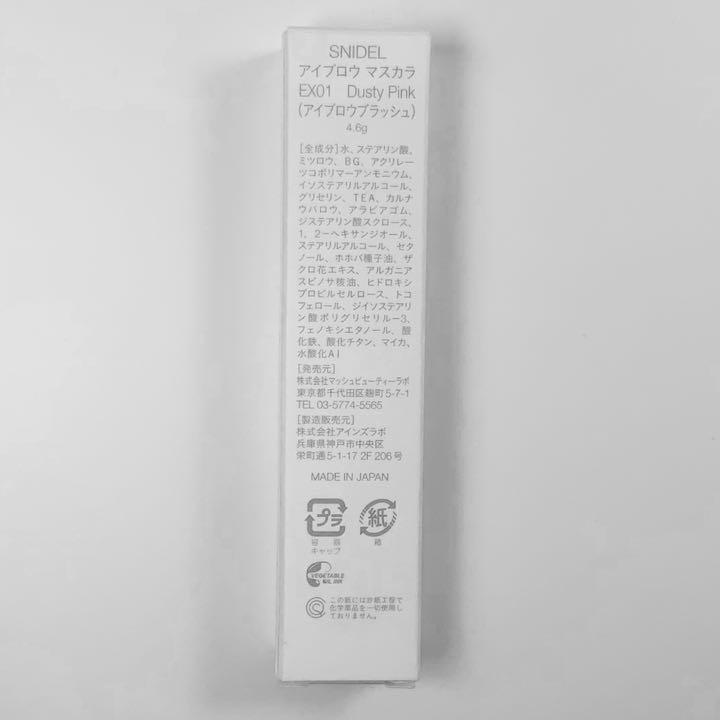 SNIDEL
アイブロウ マスカラ
EX01 Dusty Pink
(アイブロウブラッシュ)
4.6g
[全成分]水、ステアリン酸、
ミツロウ、BG、アクリレー
ツコポリマーアンモニウム、
イソステアリルアルコール、
グリセリン、TEA、カルナ
ウバロウ、アラビアゴム、
ジステアリン酸スクロース、
1，2−ヘキサンジオール、
ステアリルアルコール、セタ
ノール、ホホバ種子油、ザ
クロ花エキス、アルガニア
スピノサ核油、ヒドロキシ
プロピルセルロース、トコ
フェロール、ジイソステアリ
ン酸ポリグリセリル−3、
フェノキシエタノール、酸
化鉄、酸化チタン、マイカ、
水酸化Al
[発売元]
株式会社マッシュビューティーラボ
東京都千代田区麹町5-7-1
TEL 03-5774-5565
[製造販売元]
株式会社アインズラボ
兵庫県神戸市中央区
栄町通5-1-17 2F 206号
MADE IN JAPAN
プラ 紙
容器 箱
キャップ
VEGETABLE
OIL INK
この紙には抄紙工程で
化学薬品を一切使用し
ておりません。